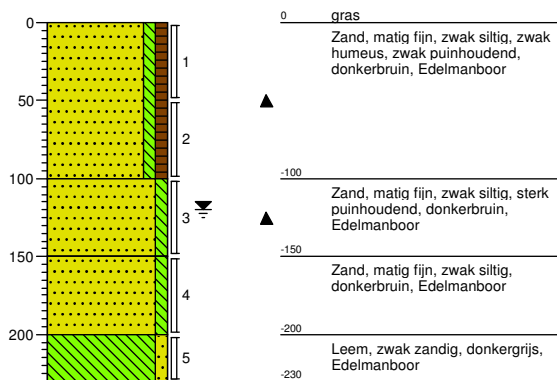 0
50
100
150
200
1
2
3
4
5
0 gras
Zand, matig fijn, zwak siltig, zwak
humeus, zwak puinhoudend,
donkerbruin, Edelmanboor
-100
Zand, matig fijn, zwak siltig, sterk
puinhoudend, donkerbruin,
Edelmanboor
-150
Zand, matig fijn, zwak siltig,
donkerbruin, Edelmanboor
-200
Leem, zwak zandig, donkergrijs,
Edelmanboor
-230